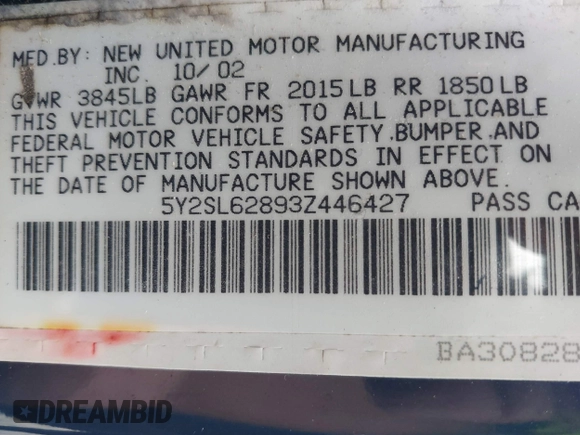 MFD.BY: NEW UNITED MOTOR MANUFACTURING
INC. 10/02
GVWR 3845LB GAWR FR 2015LB RR 1850LB
THIS VEHICLE CONFORMS TO ALL APPLICABLE
FEDERAL MOTOR VEHICLE SAFETY.BUMPER.AND
THEFT PREVENTION STANDARDS IN EFFECT ON
THE DATE OF MANUFACTURE SHOWN ABOVE.
5Y2SL62893Z446427 PASS CA
BA30828
DREAMBID